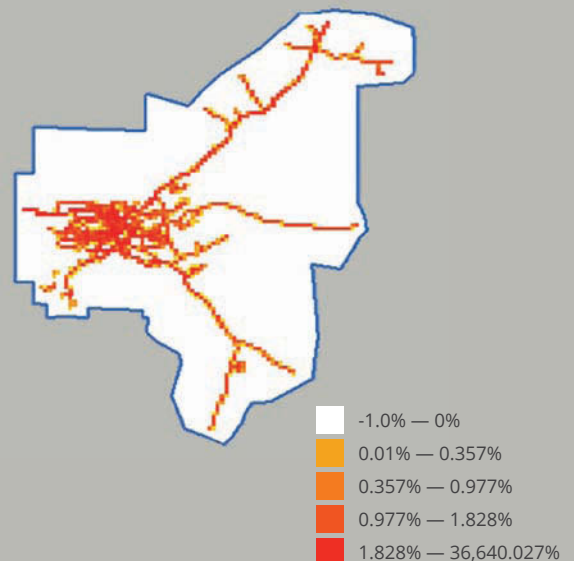 -1.0% — 0%
0.01% — 0.357%
0.357% — 0.977%
0.977% — 1.828%
1.828% — 36,640.027%